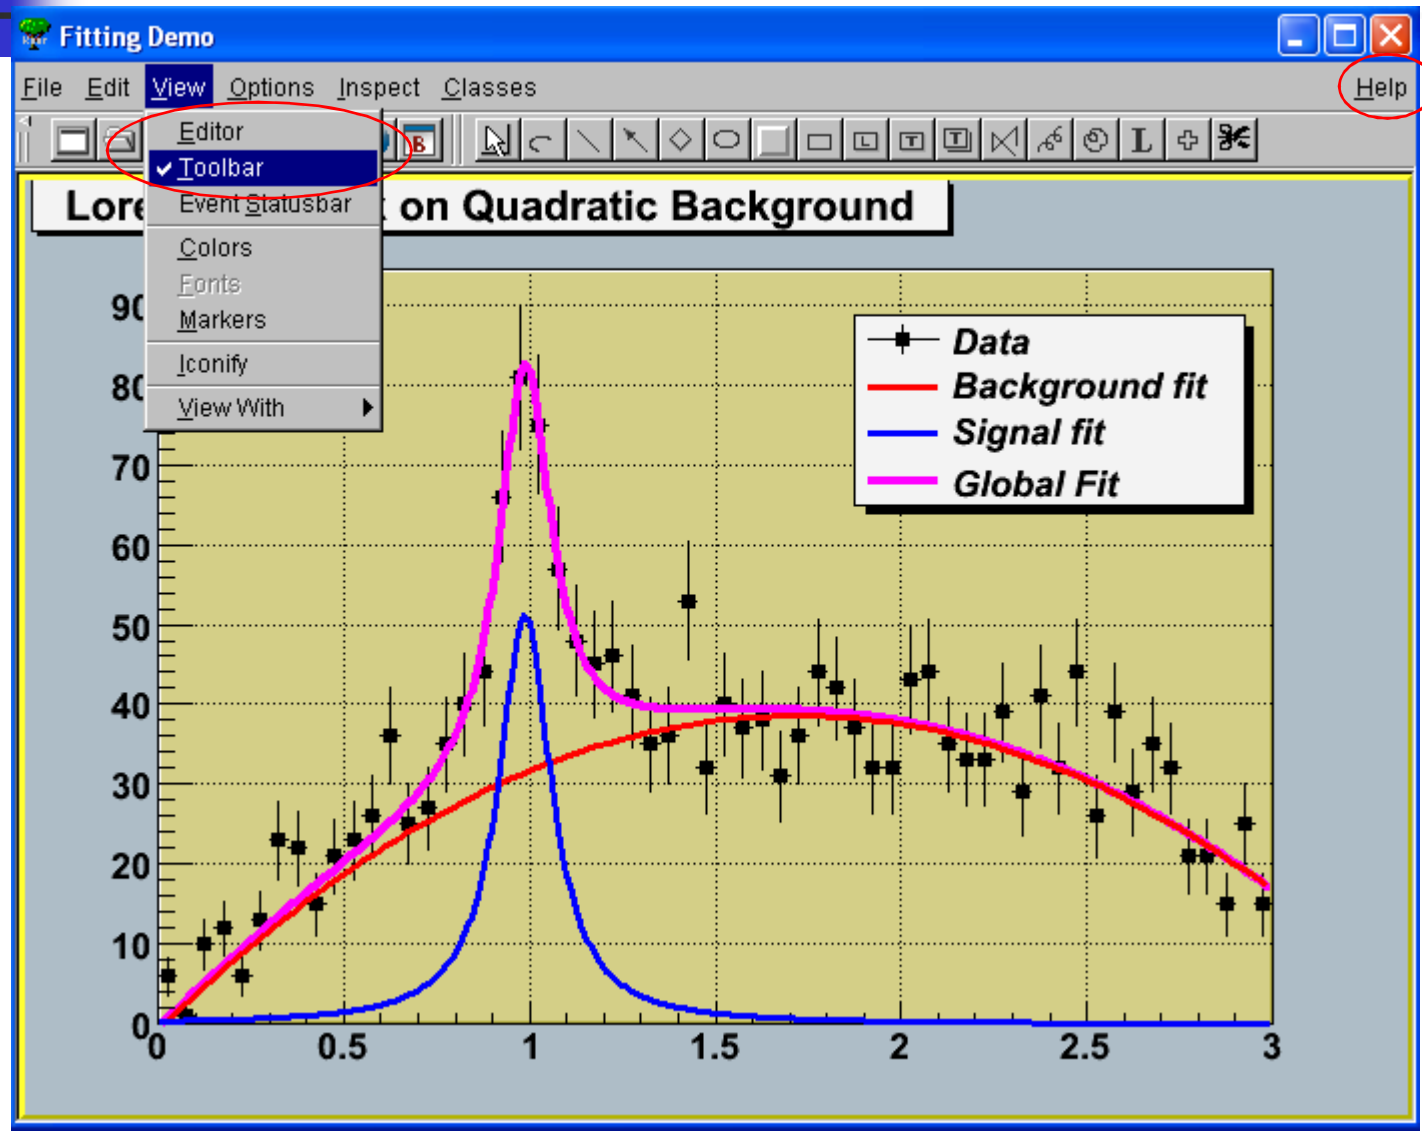 Fitting Demo
File Edit View Options Inspect Classes Help
Editor
Toolbar
Event Statusbar
Colors
Fonts
Markers
Iconify
View With
B
L
T
T
L
Lore
on Quadratic Background
Data
Background fit
Signal fit
Global Fit
90
80
70
60
50
40
30
20
10
0
0 0.5 1 1.5 2 2.5 3